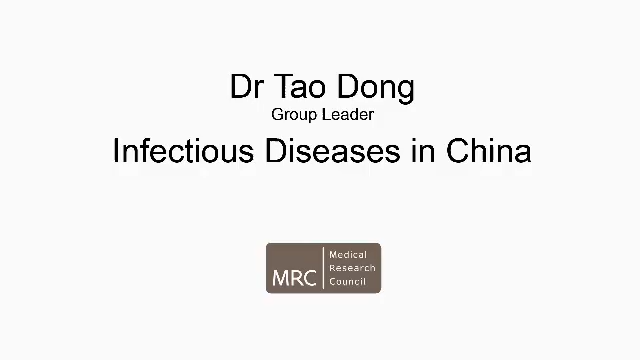 Dr Tao Dong
Group Leader
Infectious Diseases in China
MRC
Medical
Research
Council